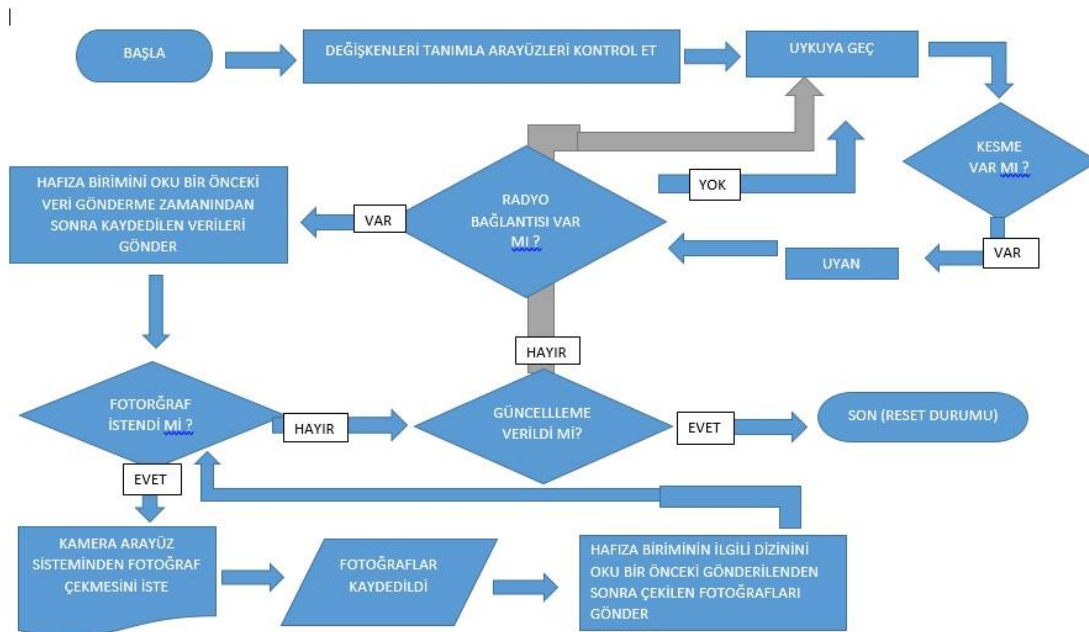 BAŞLA
DEĞİŞKENLERİ TANIMLA ARAYÜZLERİ KONTROL ET
UYKUYA GEÇ
KESME
VAR MI ?
HAFIZA BİRİMİNİ OKU BİR ÖNCEKİ
VERİ GÖNDERME ZAMANINDAN
SONRA KAYDEDİLEN VERİLERİ
GÖNDER
VAR
RADYO
BAĞLANTISI VAR
MI ?
YOK
UYAN
VAR
HAYIR
FOTORĞRAF
İSTENDİ Mİ ?
HAYIR
GÜNCELLLEME
VERİLDİ Mİ?
EVET
SON (RESET DURUMU)
EVET
KAMERA ARAYÜZ
SİSTEMİNDEN FOTOĞRAF
ÇEKMESİNİ İSTE
FOTOĞRAFLAR
KAYDEDİLDİ
HAFIZA BİRİMİNİN İLGİLİ DİZİNİNİ
OKU BİR ÖNCEKİ GÖNDERİLENDEN
SONRA ÇEKİLEN FOTOĞRAFLARI
GÖNDER